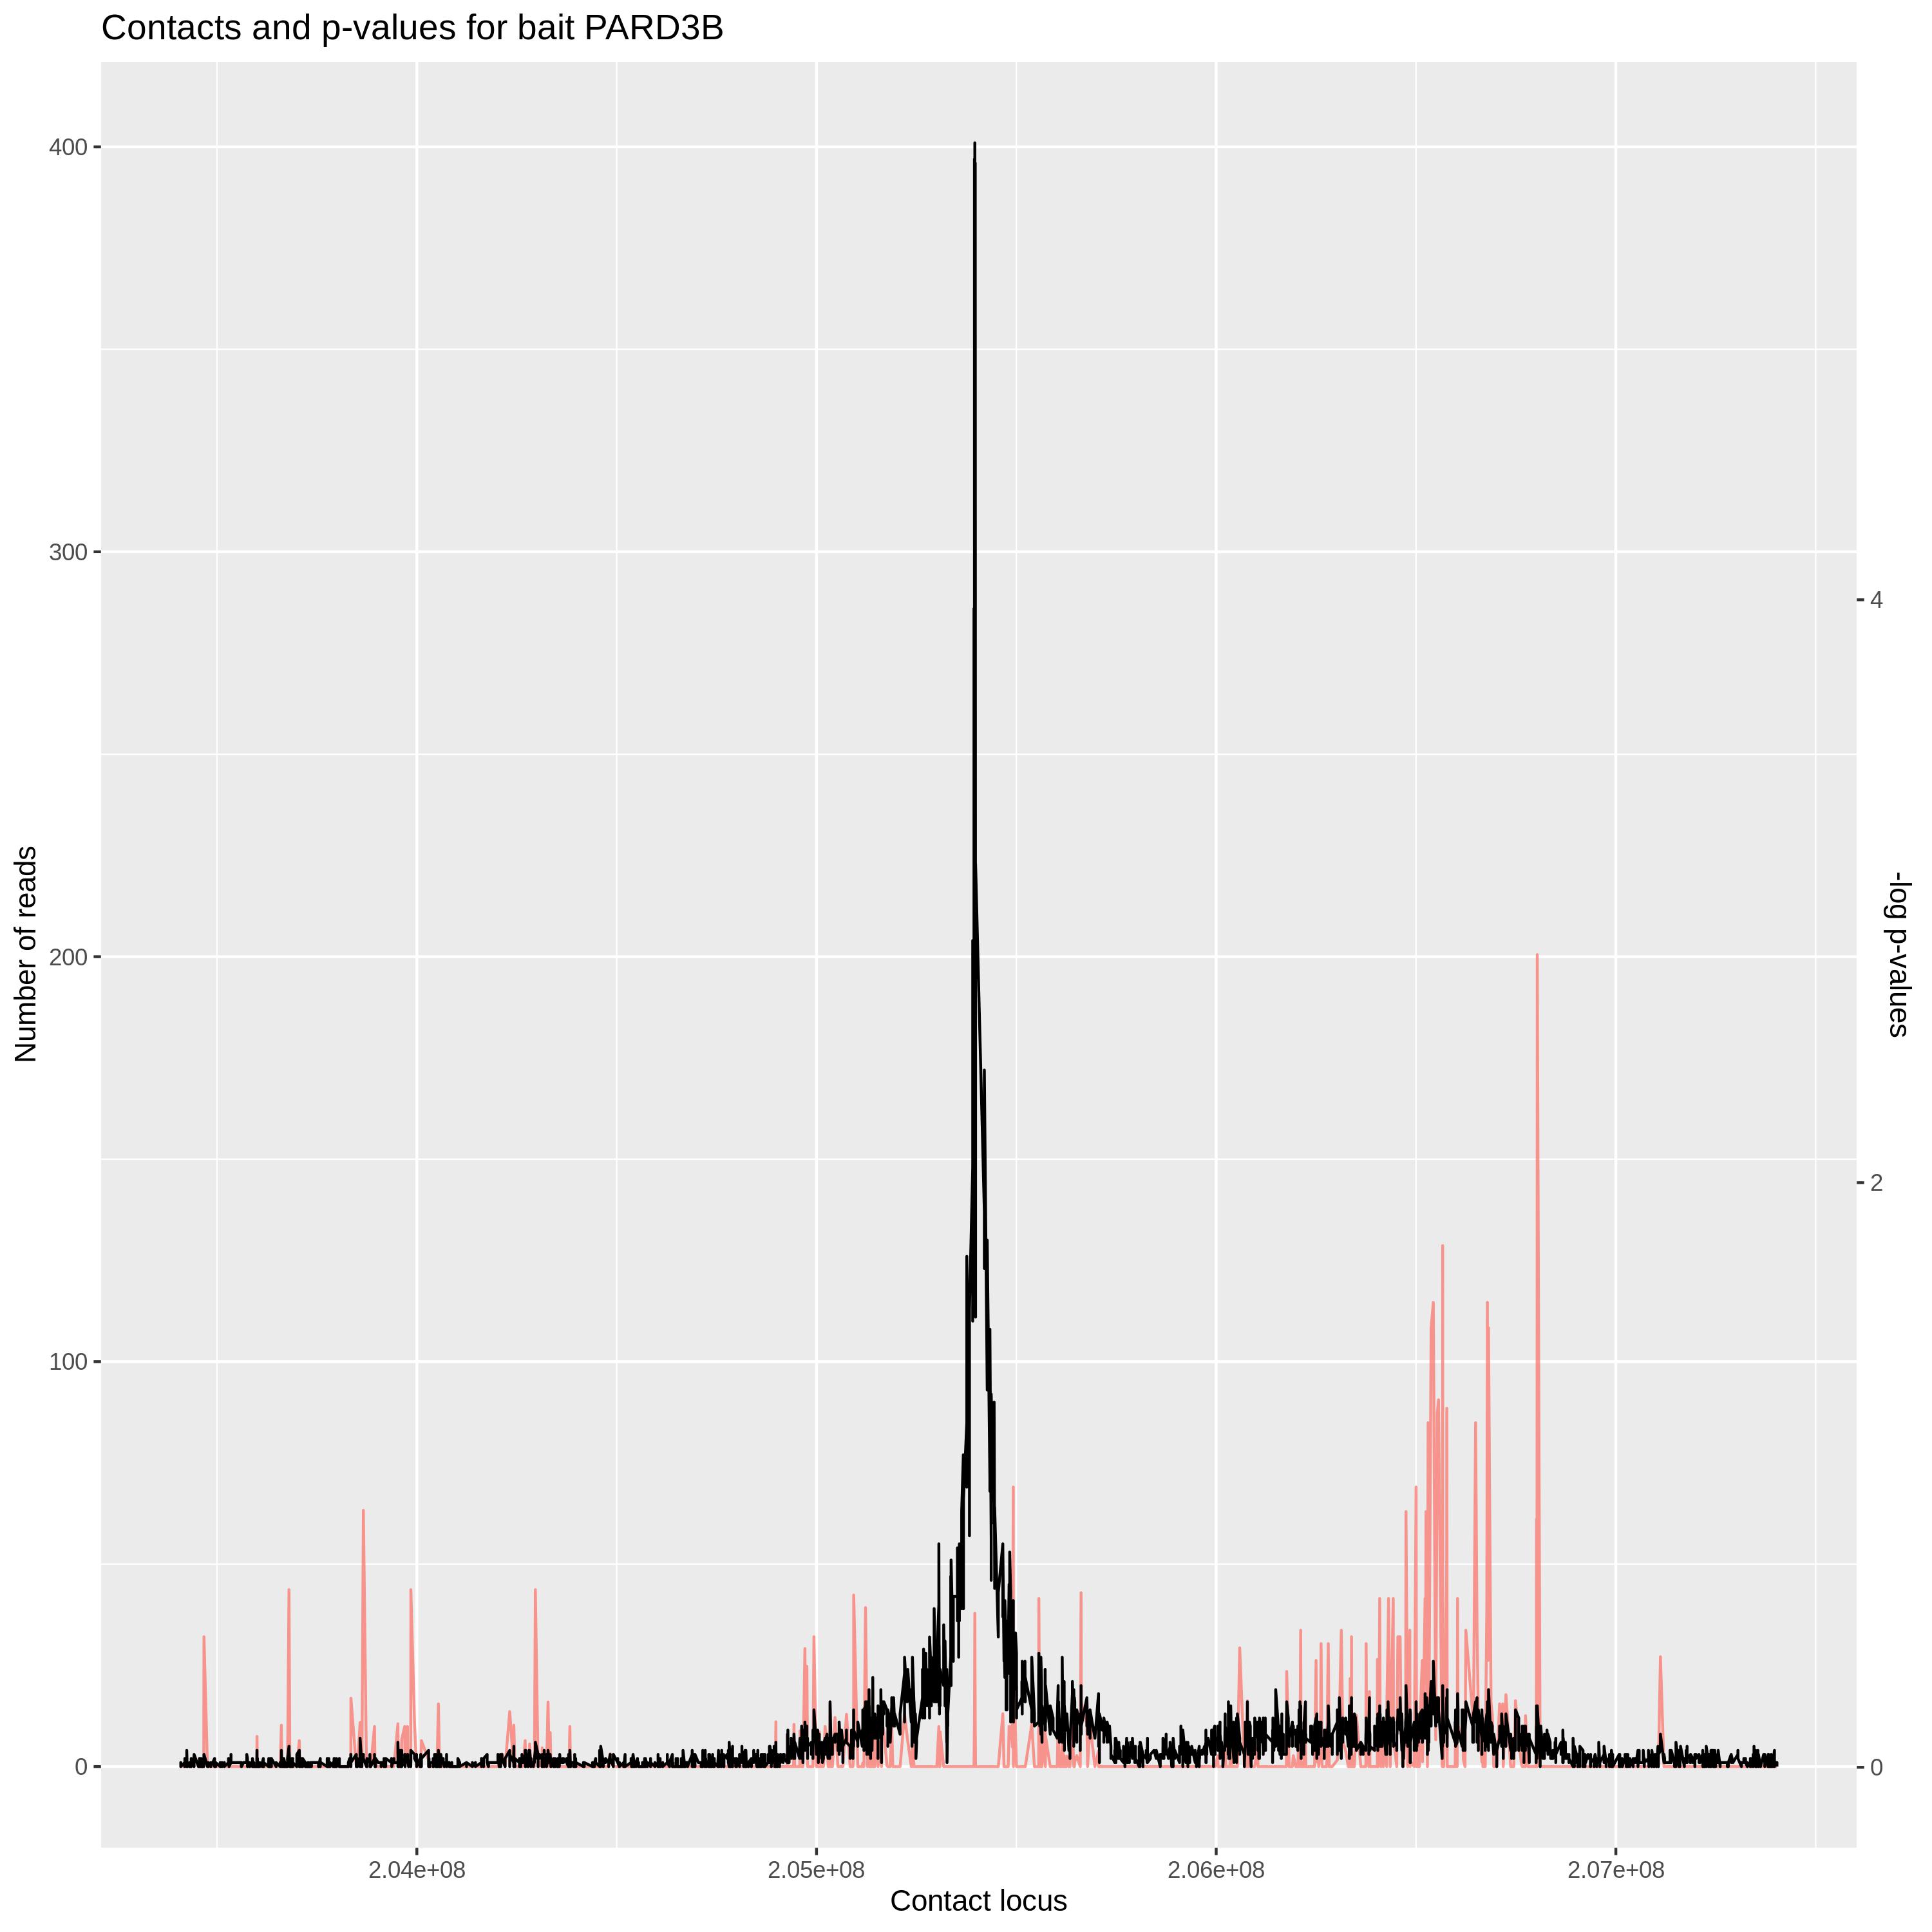 Contacts and p-values for bait PARD3B
400
300
200
100
0
Number of reads
4
2
0
-log p-values
2.04e+08
2.05e+08
2.06e+08
2.07e+08
Contact locus